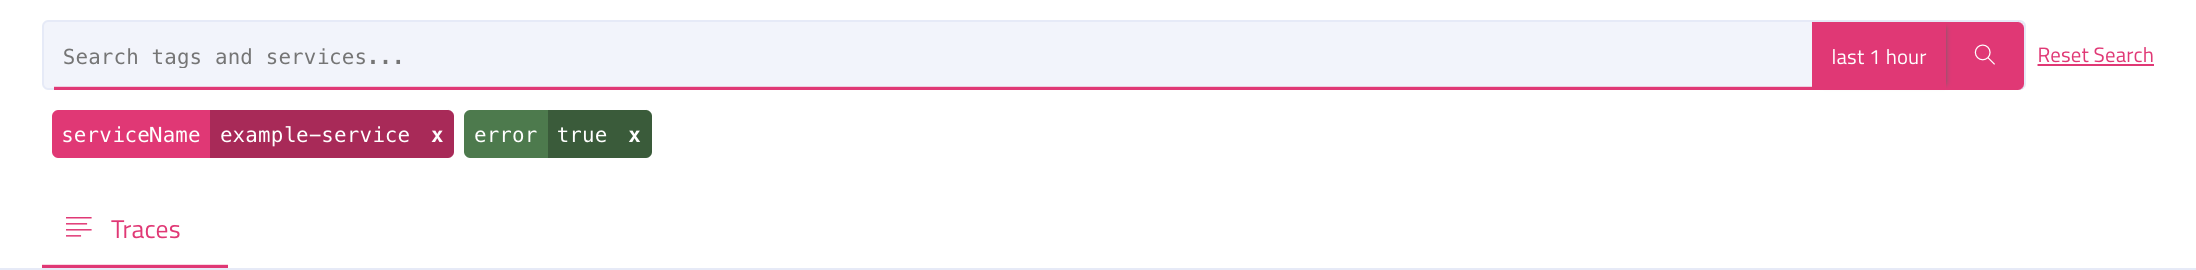 Search tags and services... last 1 hour Reset Search
serviceName example-service x error true x
Traces